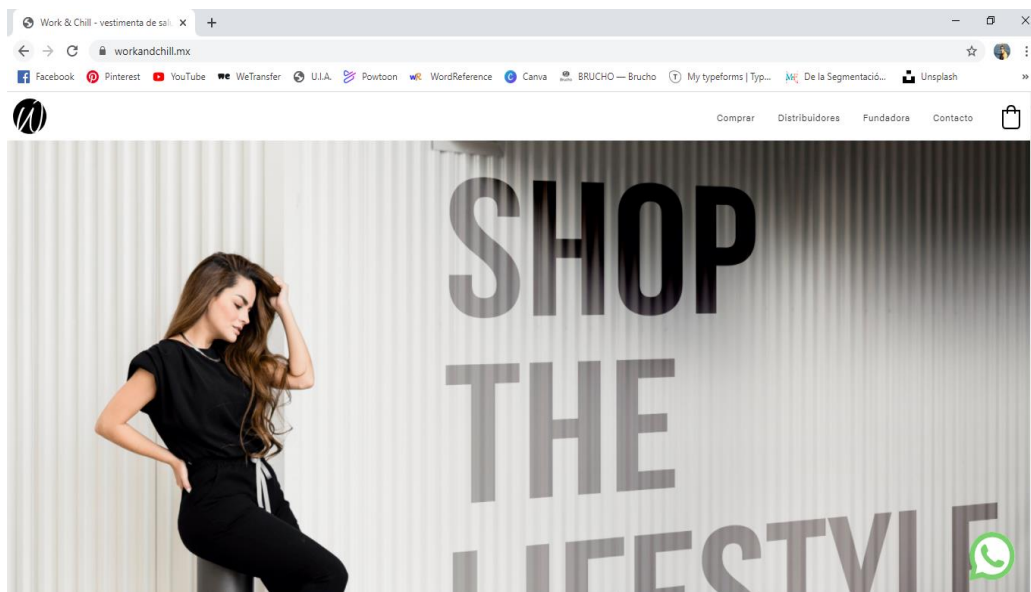 Work & Chill - vestimenta de sal
workandchill.mx
Facebook Pinterest YouTube WeTransfer U.I.A. Powtoon WordReference Canva BRUCHO — Brucho My typeforms | Typ... De la Segmentació... Unsplash »
Comprar Distribuidores Fundadora Contacto
SHOP
THE
LIFESTYLE